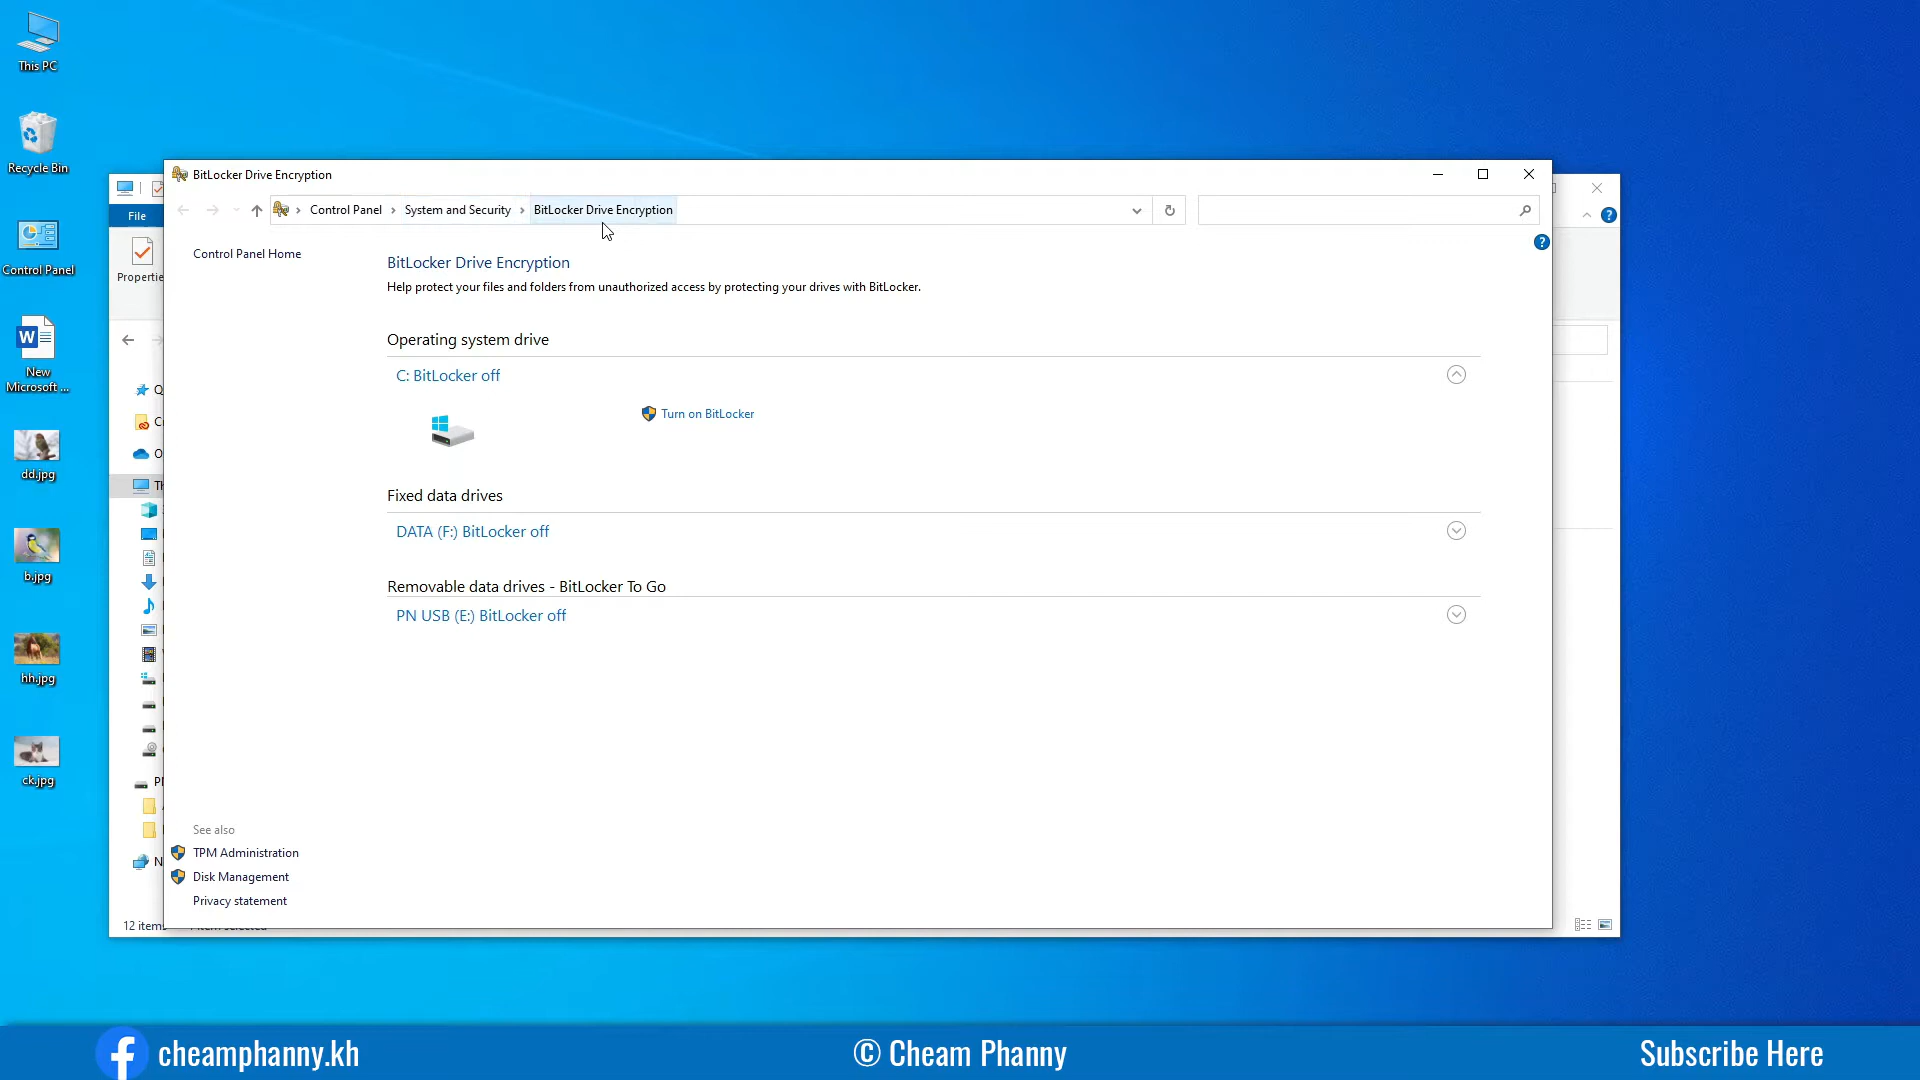 This PC
Recycle Bin
Control Panel
New
Microsoft ...
dd.jpg
b.jpg
hh.jpg
ck.jpg
File
12 items
BitLocker Drive Encryption
Control Panel
System and Security
BitLocker Drive Encryption
Control Panel Home
BitLocker Drive Encryption
Help protect your files and folders from unauthorized access by protecting your drives with BitLocker.
Operating system drive
C: BitLocker off
Turn on BitLocker
Fixed data drives
DATA (F:) BitLocker off
Removable data drives - BitLocker To Go
PN USB (E:) BitLocker off
See also
TPM Administration
Disk Management
Privacy statement
cheamphanny.kh
© Cheam Phanny
Subscribe Here